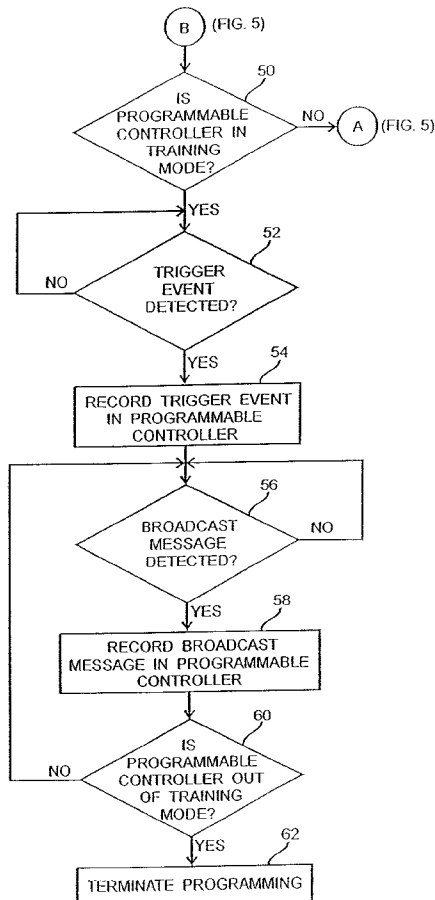 B (FIG. 5)
50
IS
PROGRAMMABLE
CONTROLLER IN
TRAINING
MODE?
NO
A (FIG. 5)
YES
52
NO
TRIGGER
EVENT
DETECTED?
YES
54
RECORD TRIGGER EVENT
IN PROGRAMMABLE
CONTROLLER
56
BROADCAST
MESSAGE
DETECTED?
NO
YES
58
RECORD BROADCAST
MESSAGE IN PROGRAMMABLE
CONTROLLER
60
IS
PROGRAMMABLE
CONTROLLER OUT
OF TRAINING
MODE?
NO
YES
62
TERMINATE PROGRAMMING